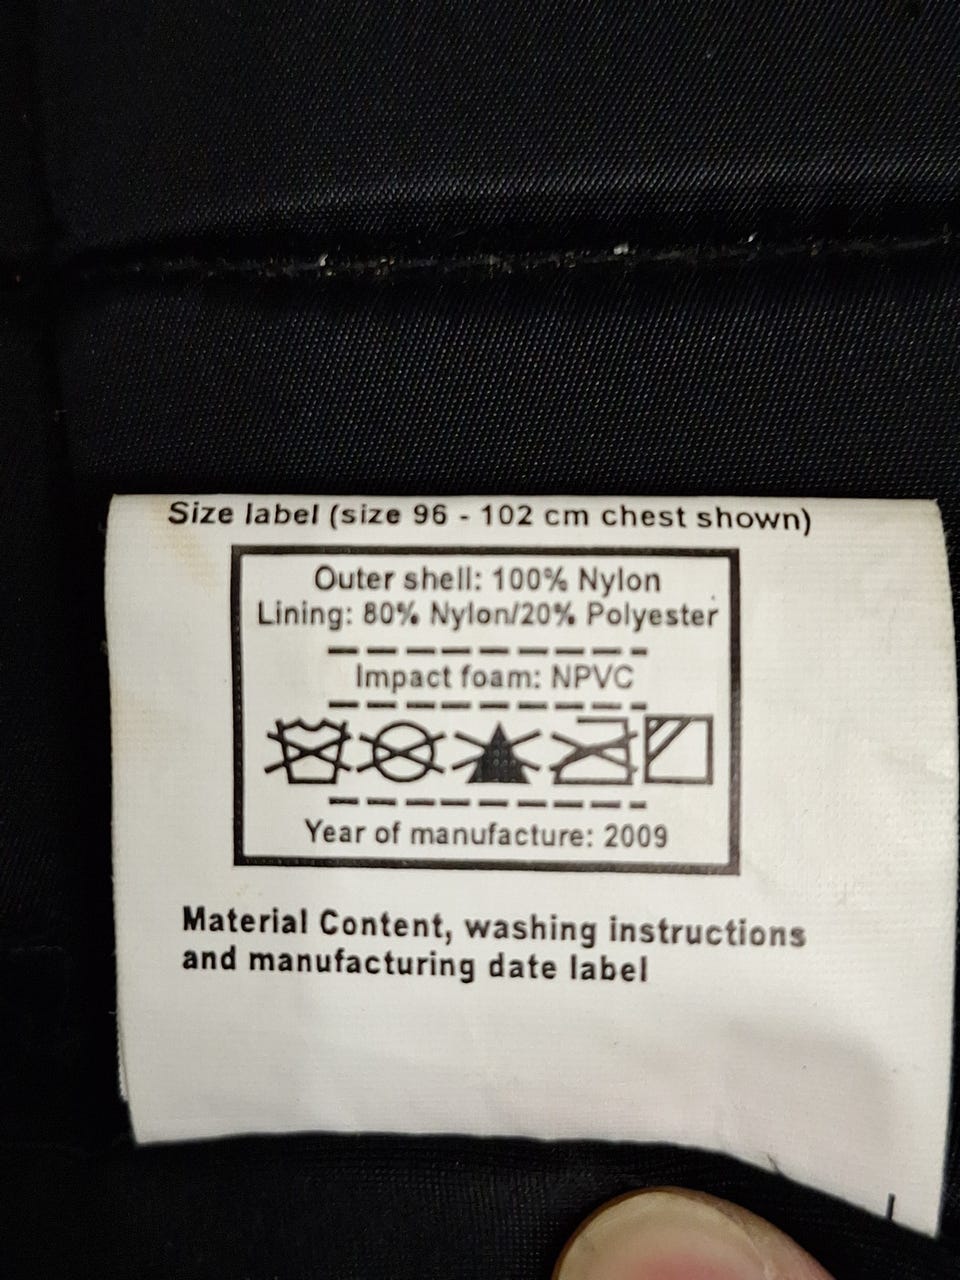 Size label (size 96 - 102 cm chest shown)
Outer shell: 100% Nylon
Lining: 80% Nylon/20% Polyester
Impact foam: NPVC
Year of manufacture: 2009
Material Content, washing instructions
and manufacturing date label